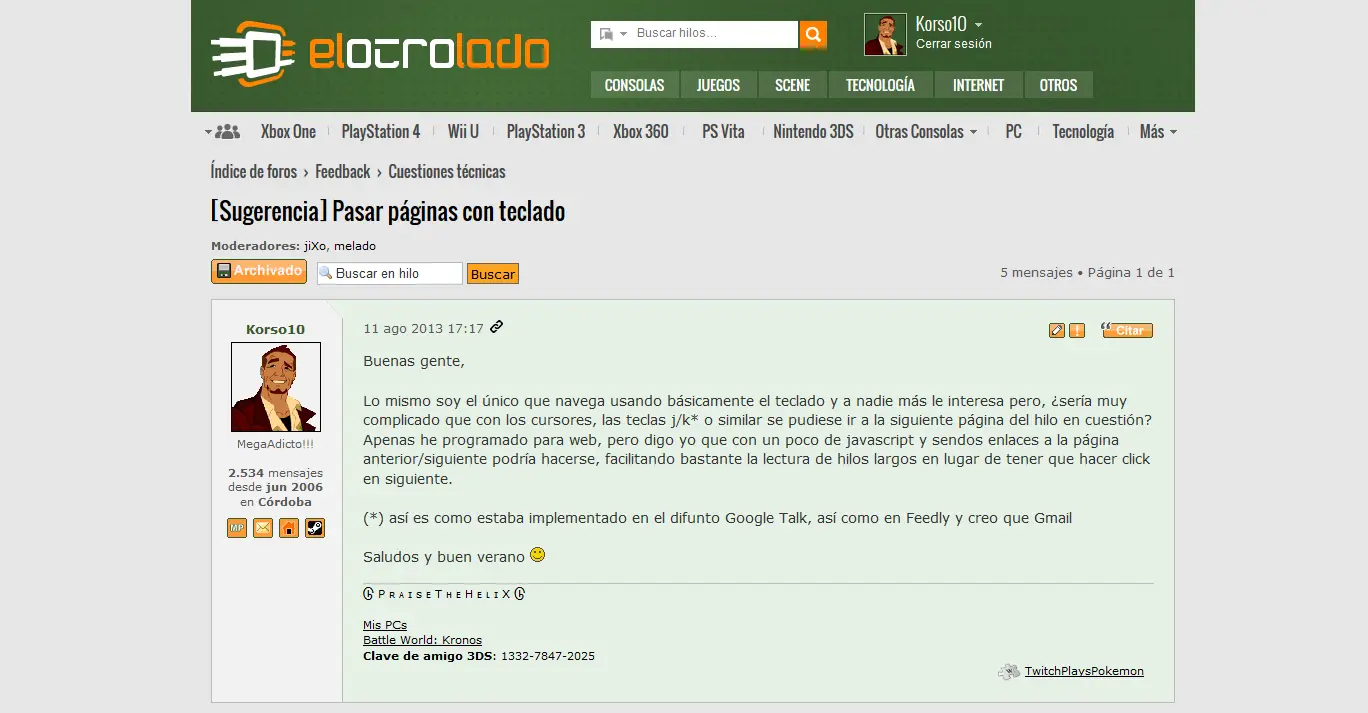 elotrolado
Buscar hilos...
Korso10
Cerrar sesión
CONSOLAS JUEGOS SCENE TECNOLOGÍA INTERNET OTROS
Xbox One PlayStation 4 Wii U PlayStation 3 Xbox 360 PS Vita Nintendo 3DS Otras Consolas PC Tecnología Más
Índice de foros › Feedback › Cuestiones técnicas
[Sugerencia] Pasar páginas con teclado
Moderadores: jiXo, melado
Archivado Buscar en hilo Buscar 5 mensajes • Página 1 de 1
Korso10
MegaAdicto!!!
2.534 mensajes
desde jun 2006
en Córdoba
MP
11 ago 2013 17:17
Citar
Buenas gente,
Lo mismo soy el único que navega usando básicamente el teclado y a nadie más le interesa pero, ¿sería muy
complicado que con los cursores, las teclas j/k* o similar se pudiese ir a la siguiente página del hilo en cuestión?
Apenas he programado para web, pero digo yo que con un poco de javascript y sendos enlaces a la página
anterior/siguiente podría hacerse, facilitando bastante la lectura de hilos largos en lugar de tener que hacer click
en siguiente.
(*) así es como estaba implementado en el difunto Google Talk, así como en Feedly y creo que Gmail
Saludos y buen verano
PRAISETHEHELIX
Mis PCs
Battle World: Kronos
Clave de amigo 3DS: 1332-7847-2025
TwitchPlaysPokemon